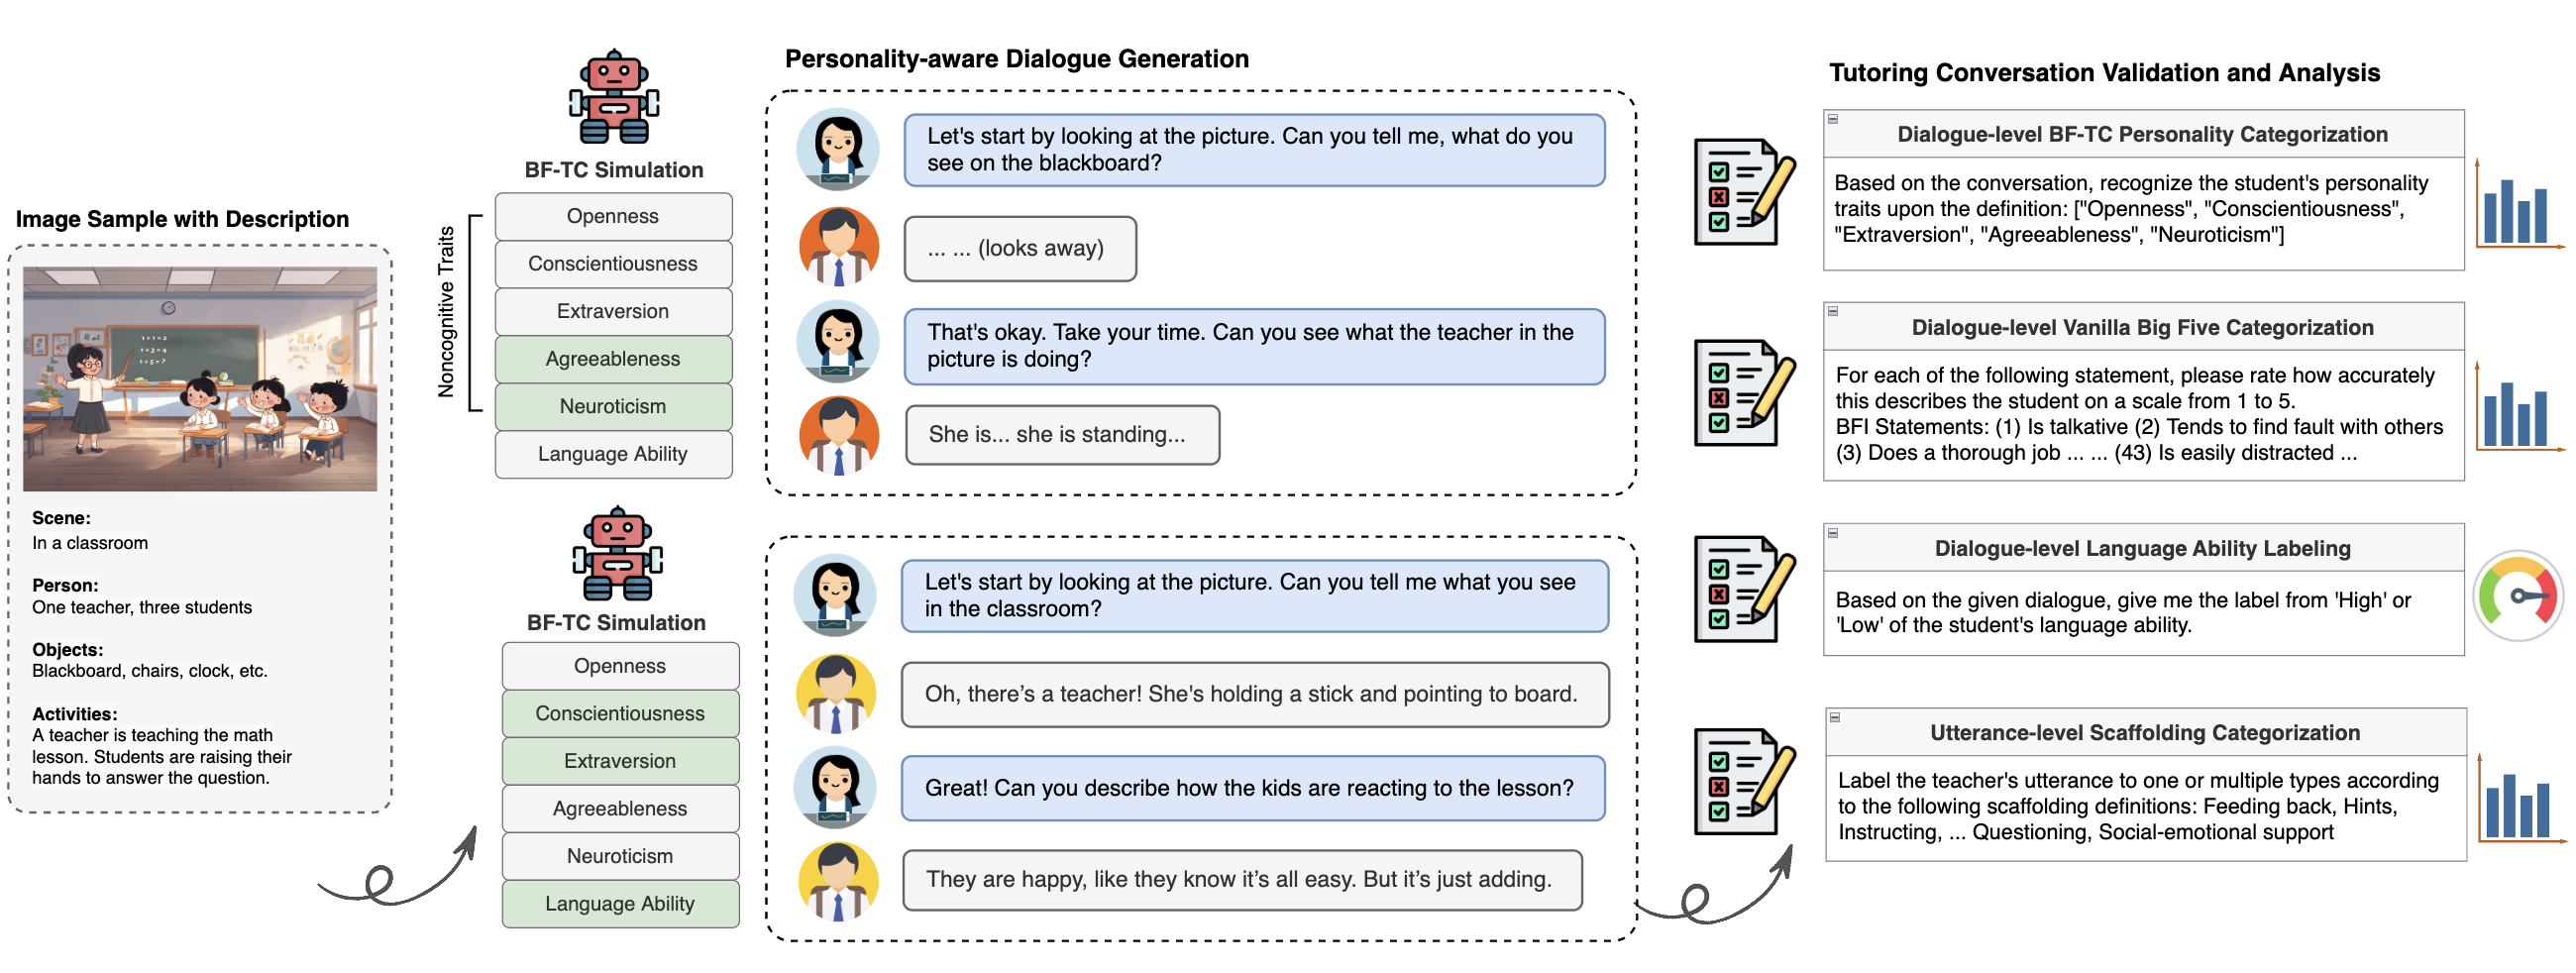 Image Sample with Description
1+1=2
1+3=4
1+5=?
Scene:
In a classroom
Person:
One teacher, three students
Objects:
Blackboard, chairs, clock, etc.
Activities:
A teacher is teaching the math
lesson. Students are raising their
hands to answer the question.
BF-TC Simulation
Noncognitive Traits
Openness
Conscientiousness
Extraversion
Agreeableness
Neuroticism
Language Ability
BF-TC Simulation
Openness
Conscientiousness
Extraversion
Agreeableness
Neuroticism
Language Ability
Personality-aware Dialogue Generation
Let's start by looking at the picture. Can you tell me, what do you
see on the blackboard?
... ... (looks away)
That's okay. Take your time. Can you see what the teacher in the
picture is doing?
She is... she is standing...
Let's start by looking at the picture. Can you tell me what you see
in the classroom?
Oh, there’s a teacher! She's holding a stick and pointing to board.
Great! Can you describe how the kids are reacting to the lesson?
They are happy, like they know it’s all easy. But it’s just adding.
Tutoring Conversation Validation and Analysis
Dialogue-level BF-TC Personality Categorization
Based on the conversation, recognize the student's personality
traits upon the definition: ["Openness", "Conscientiousness",
"Extraversion", "Agreeableness", "Neuroticism"]
Dialogue-level Vanilla Big Five Categorization
For each of the following statement, please rate how accurately
this describes the student on a scale from 1 to 5.
BFI Statements: (1) Is talkative (2) Tends to find fault with others
(3) Does a thorough job ... ... (43) Is easily distracted ...
Dialogue-level Language Ability Labeling
Based on the given dialogue, give me the label from 'High' or
'Low' of the student's language ability.
Utterance-level Scaffolding Categorization
Label the teacher's utterance to one or multiple types according
to the following scaffolding definitions: Feeding back, Hints,
Instructing, ... Questioning, Social-emotional support